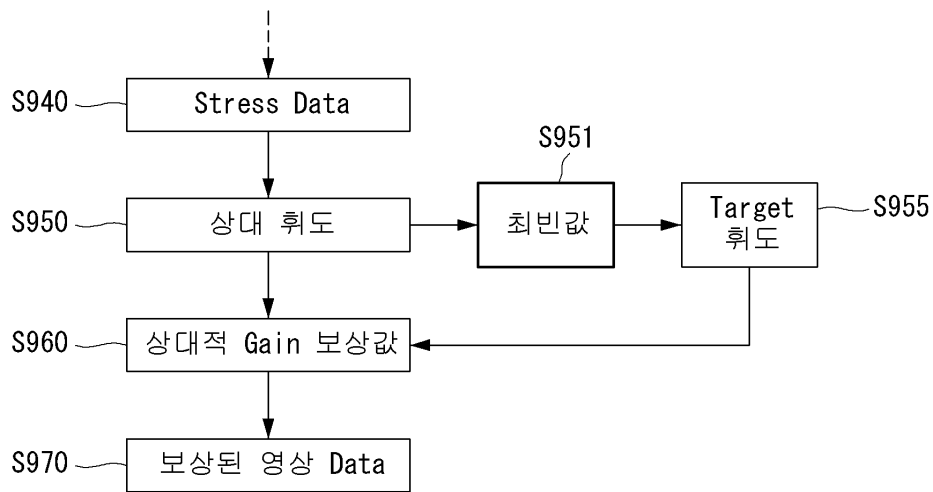 S940
Stress Data
S951
S950
상대 휘도
최빈값
Target
휘도
S955
S960
상대적 Gain 보상값
S970
보상된 영상 Data